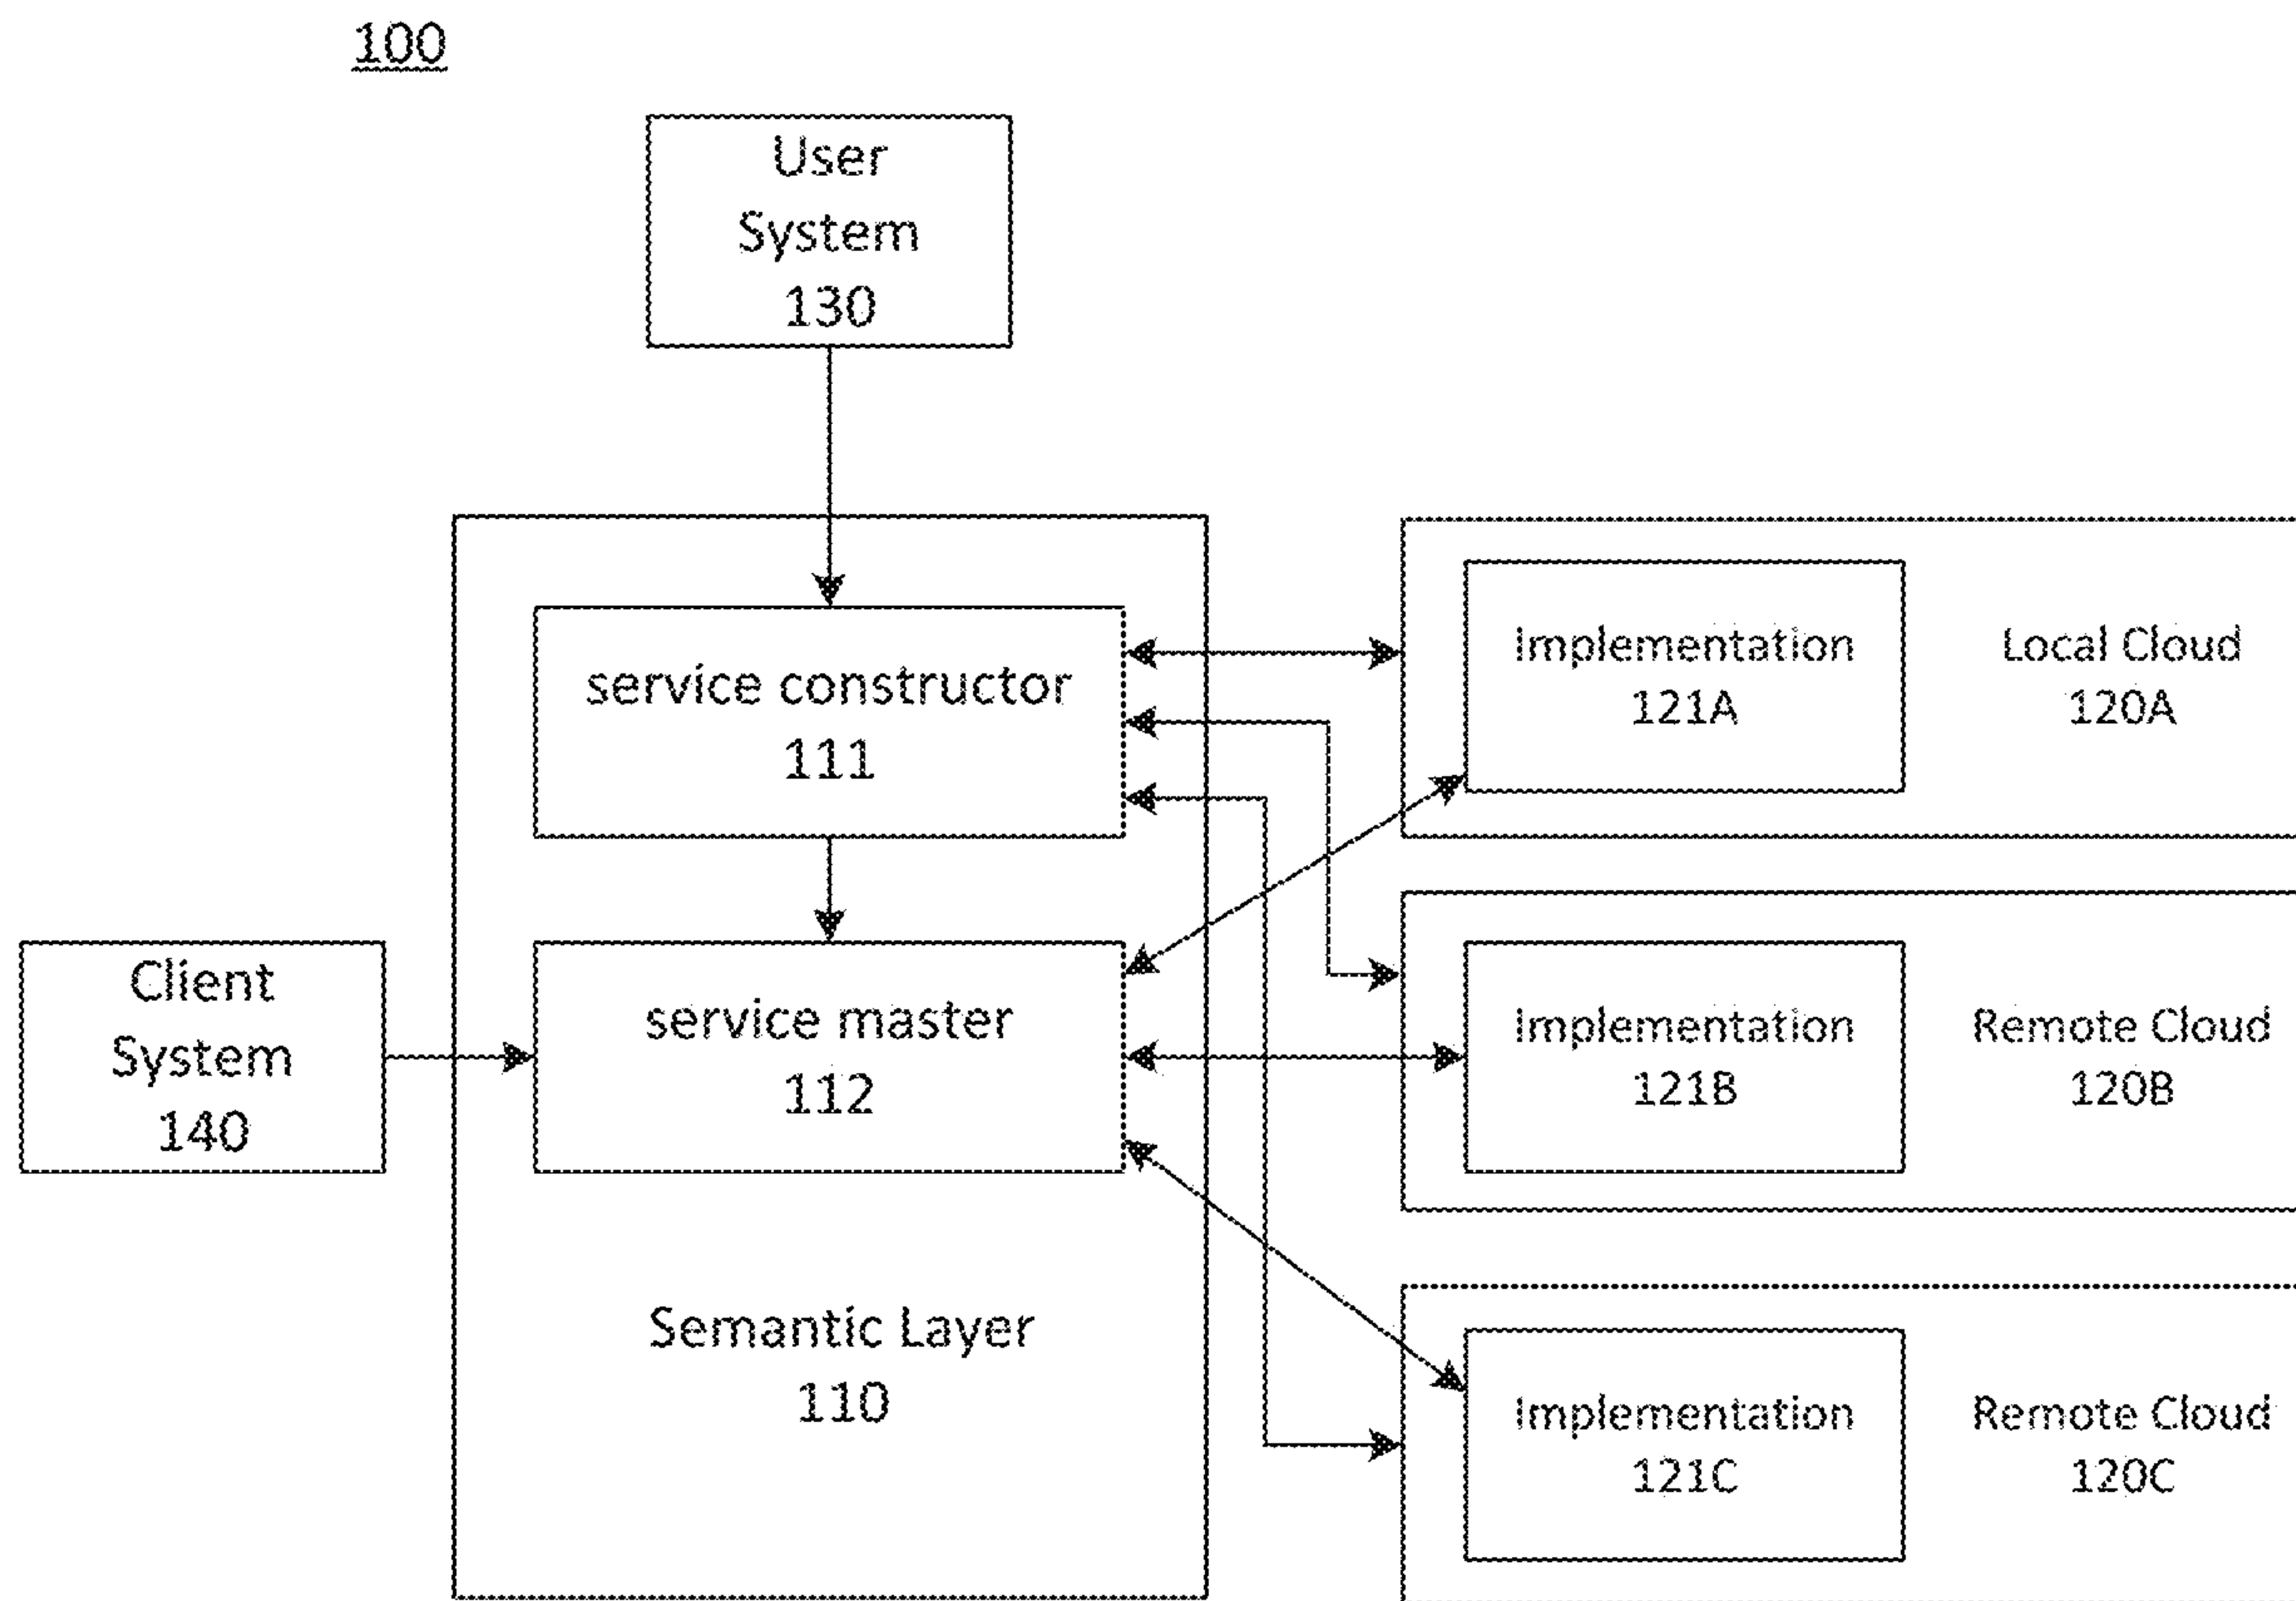 100
User
System
130
service constructor
111
Implementation
121A
Local Cloud
120A
Client
System
140
service master
112
Implementation
121B
Remote Cloud
120B
Semantic Layer
110
Implementation
121C
Remote Cloud
120C